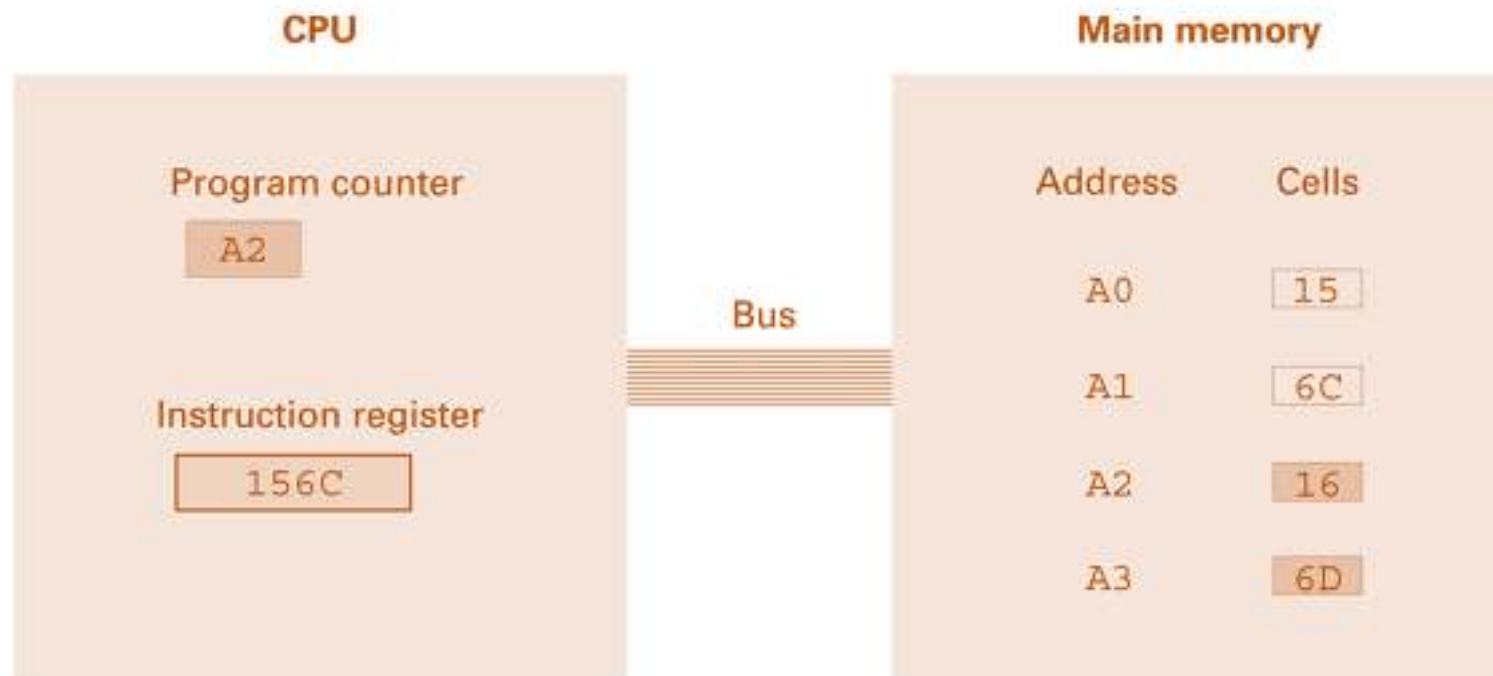 CPU
Program counter
A2
Instruction register
156C
Bus
Main memory
Address Cells
A0 15
A1 6C
A2 16
A3 6D